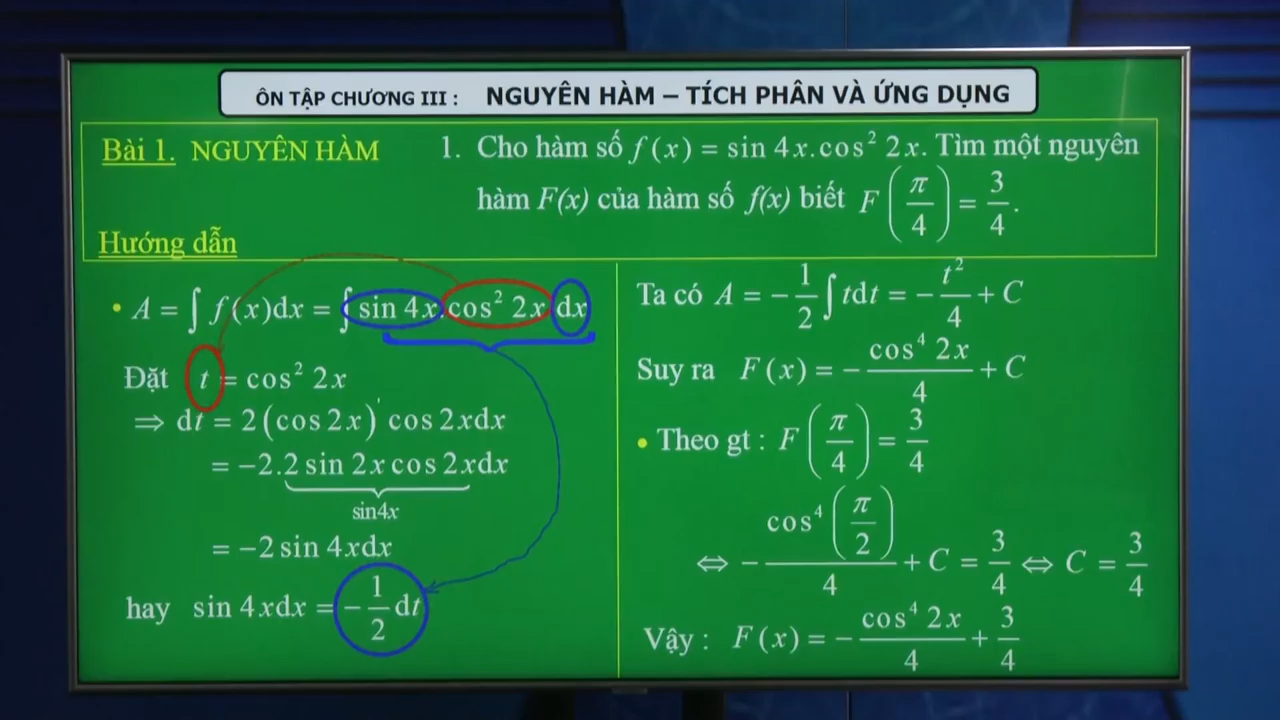 ÔN TẬP CHƯƠNG III : NGUYÊN HÀM – TÍCH PHÂN VÀ ỨNG DỤNG
Bài 1. NGUYÊN HÀM
1. Cho hàm số f(x) = sin 4x.cos² 2x. Tìm một nguyên
hàm F(x) của hàm số f(x) biết F(π/4) = 3/4.
Hướng dẫn
• A = ∫ f(x)dx = ∫ sin 4x.cos² 2x dx
Đặt t = cos² 2x
⇒ dt = 2(cos 2x)' cos 2xdx
= −2.2 sin 2x cos 2xdx
sin4x
= −2 sin 4xdx
hay sin 4xdx = −1/2 dt
Ta có A = −1/2 ∫ tdt = −t²/4 + C
Suy ra F(x) = −cos⁴ 2x/4 + C
• Theo gt : F(π/4) = 3/4
⇔ −cos⁴(π/2)/4 + C = 3/4 ⇔ C = 3/4
Vậy : F(x) = −cos⁴ 2x/4 + 3/4